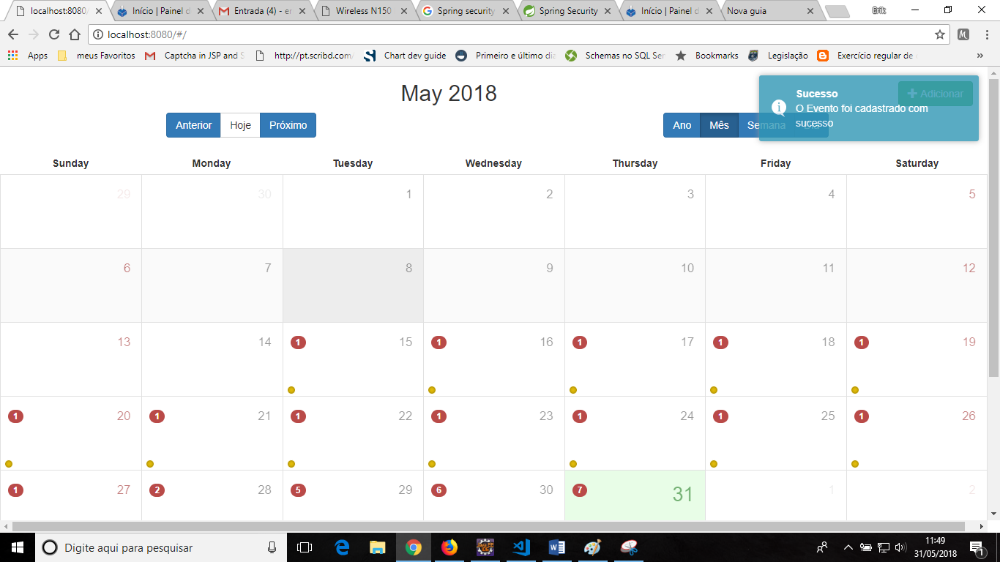 localhost:8080/
Início | Painel d
Entrada (4) - er
Wireless N150
Spring security
Spring Security
Início | Painel d
Nova guia
Erik
localhost:8080/#/
Apps
meus Favoritos
Captcha in JSP and S
http://pt.scribd.com/
Chart dev guide
Primeiro e último dia
Schemas no SQL Ser
Bookmarks
Legislação
Exercício regular de
»
May 2018
Sucesso
O Evento foi cadastrado com
sucesso
Adicionar
Anterior Hoje Próximo
Ano Mês Semana
Sunday Monday Tuesday Wednesday Thursday Friday Saturday
29 30 1 2 3 4 5
6 7 8 9 10 11 12
13 14 1 15 1 16 1 17 1 18 1 19
1 20 1 21 1 22 1 23 1 24 1 25 1 26
1 27 2 28 5 29 6 30 7 31 1 2
Digite aqui para pesquisar
11:49
31/05/2018
1